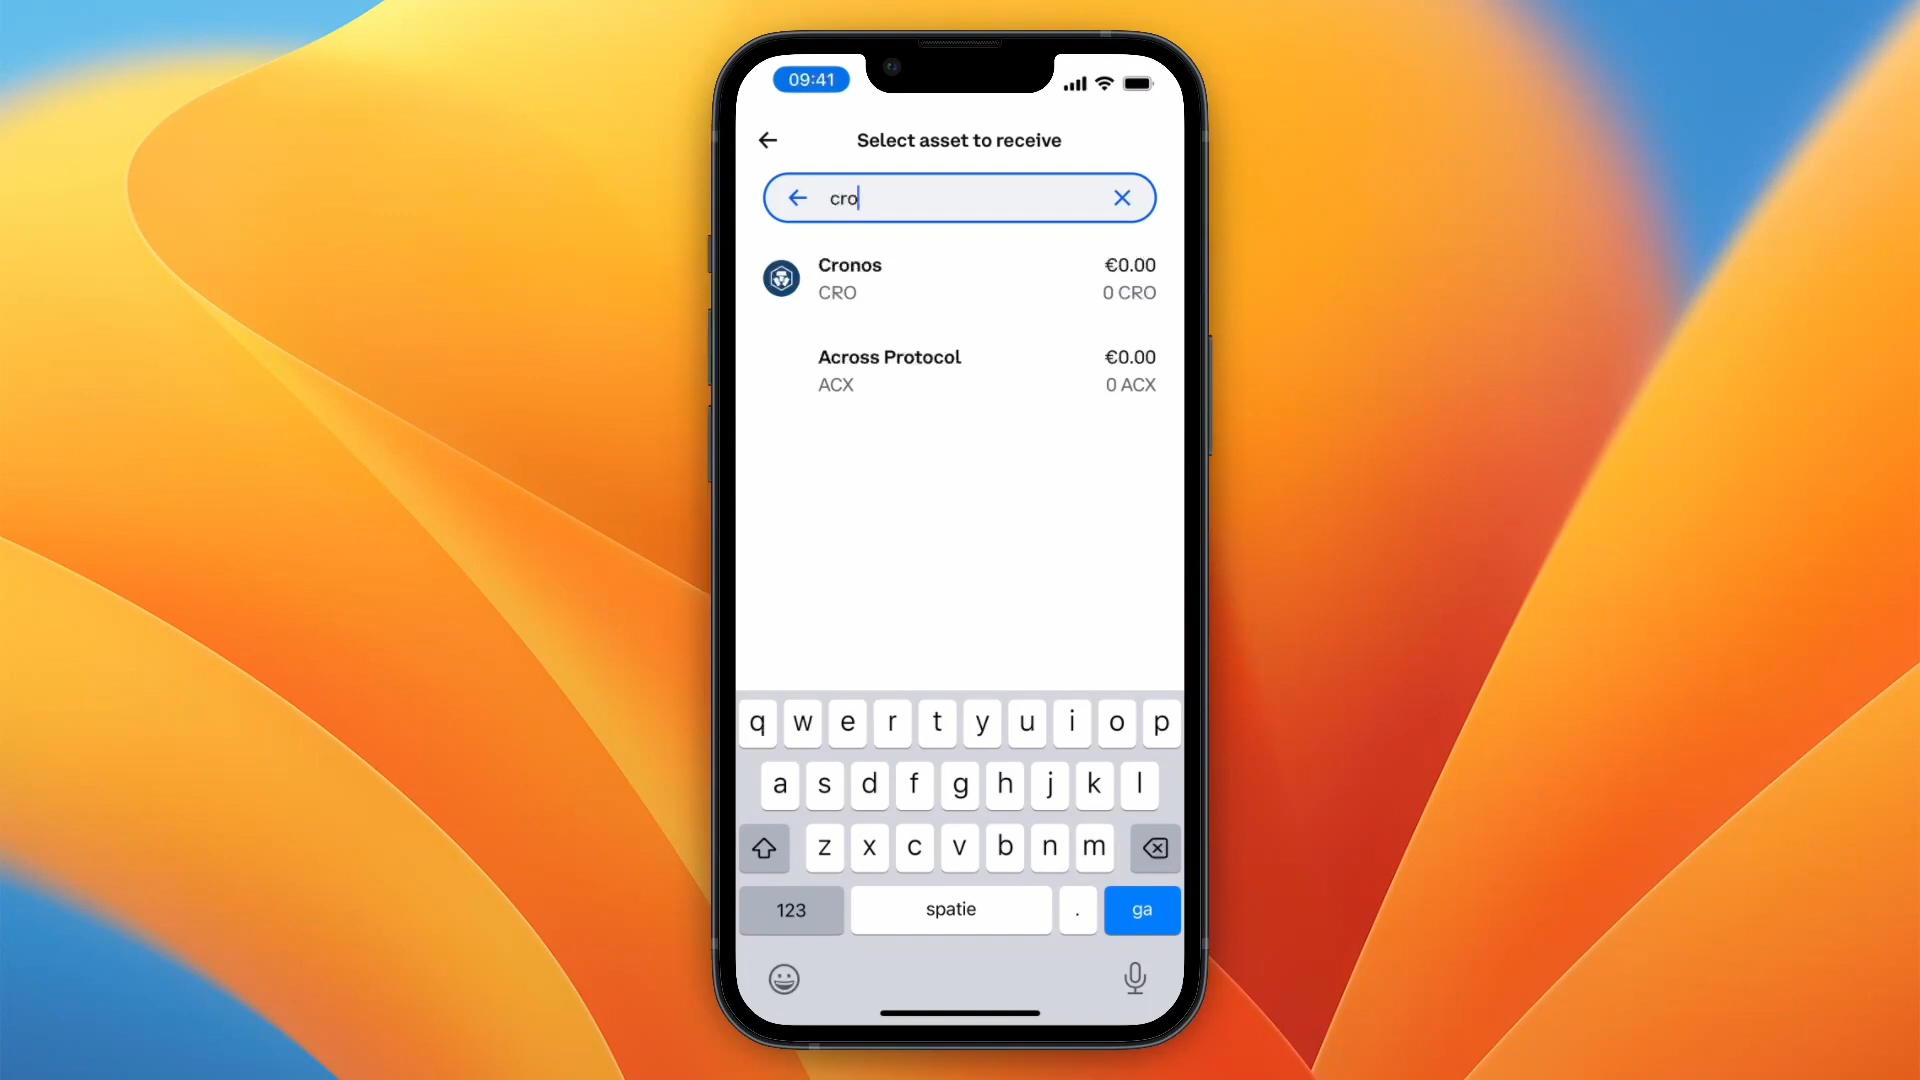 09:41
Select asset to receive
cro
Cronos €0.00
CRO 0 CRO
Across Protocol €0.00
ACX 0 ACX
q w e r t y u i o p
a s d f g h j k l
z x c v b n m
123 spatie . ga